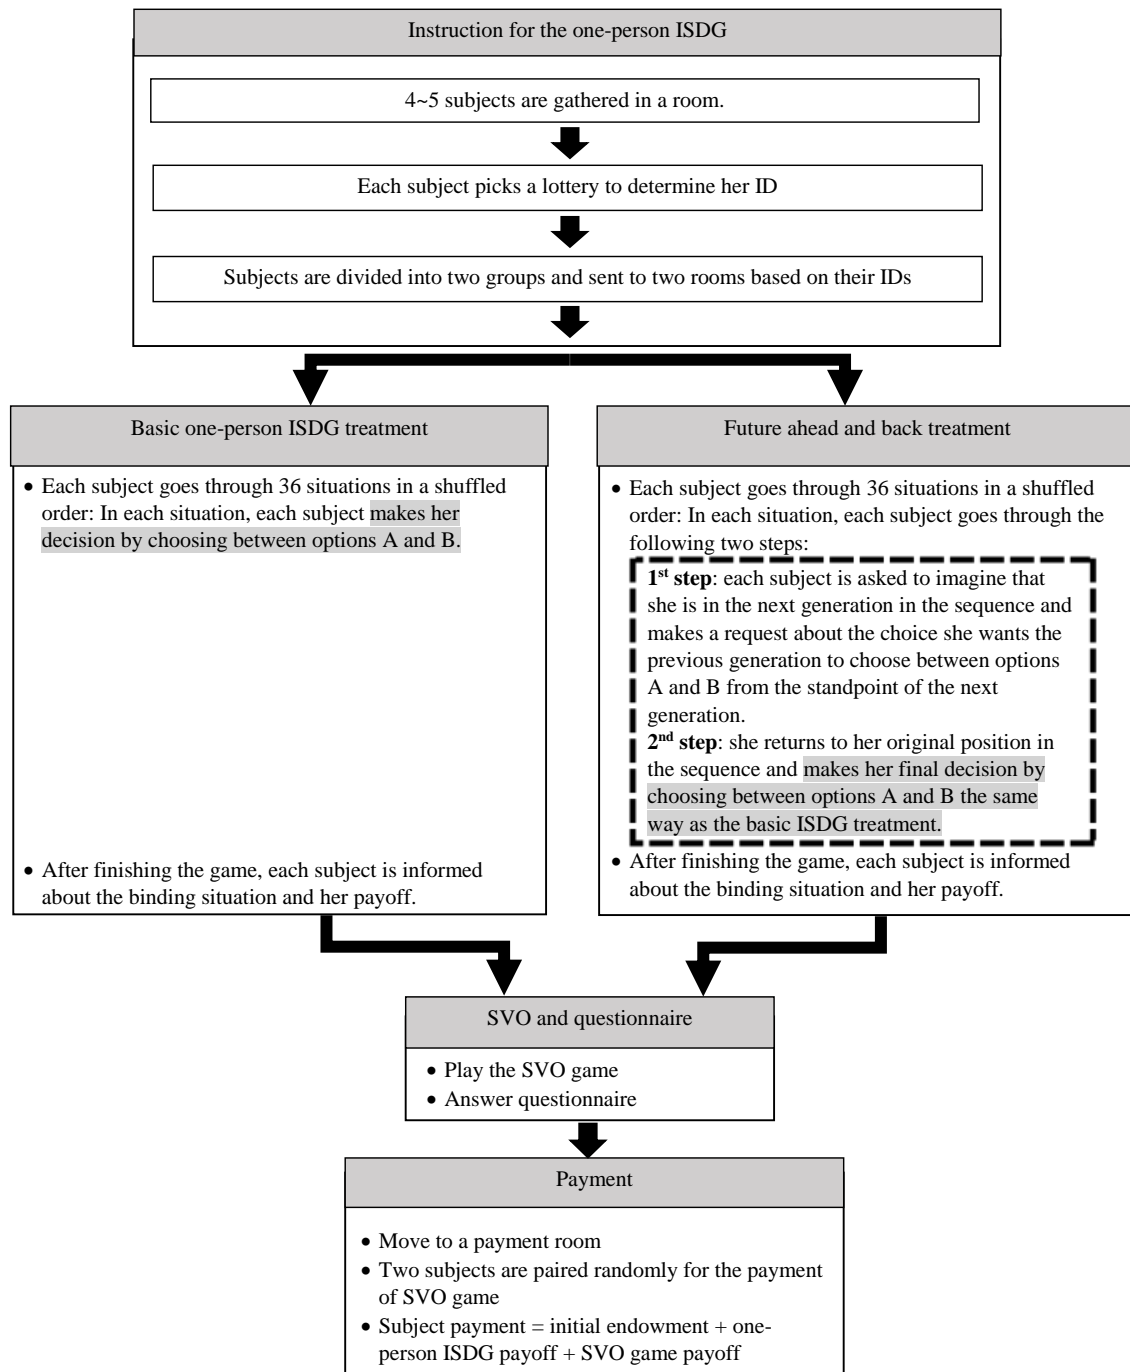 Instruction for the one-person ISDG
4~5 subjects are gathered in a room.
Each subject picks a lottery to determine her ID
Subjects are divided into two groups and sent to two rooms based on their IDs
Basic one-person ISDG treatment
• Each subject goes through 36 situations in a shuffled
order: In each situation, each subject makes her
decision by choosing between options A and B.
• After finishing the game, each subject is informed
about the binding situation and her payoff.
Future ahead and back treatment
• Each subject goes through 36 situations in a shuffled
order: In each situation, each subject goes through the
following two steps:
1st step: each subject is asked to imagine that
she is in the next generation in the sequence and
makes a request about the choice she wants the
previous generation to choose between options
A and B from the standpoint of the next
generation.
2nd step: she returns to her original position in
the sequence and makes her final decision by
choosing between options A and B the same
way as the basic ISDG treatment.
• After finishing the game, each subject is informed
about the binding situation and her payoff.
SVO and questionnaire
• Play the SVO game
• Answer questionnaire
Payment
• Move to a payment room
• Two subjects are paired randomly for the payment
of SVO game
• Subject payment = initial endowment + one-
person ISDG payoff + SVO game payoff